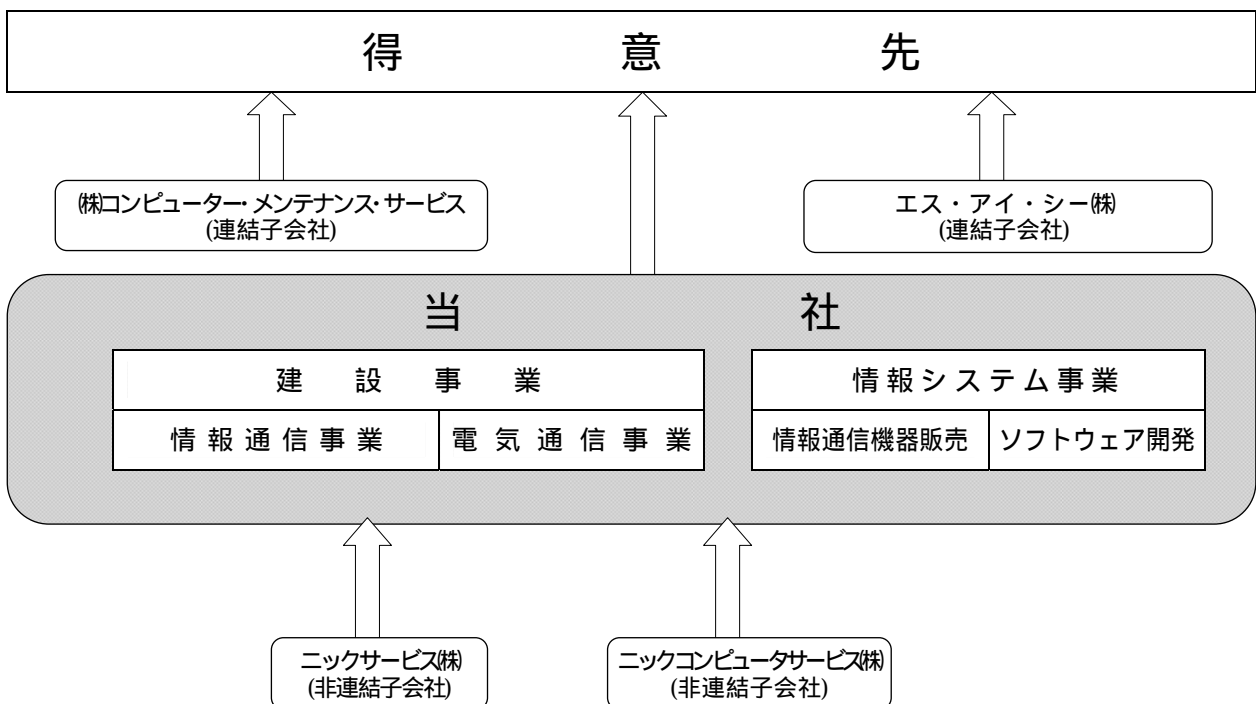 得意先
㈱コンピューター・メンテナンス・サービス
(連結子会社)
エス・アイ・シー㈱
(連結子会社)
当社
建設事業
情報システム事業
情報通信事業
電気通信事業
情報通信機器販売
ソフトウェア開発
ニックサービス㈱
(非連結子会社)
ニックコンピュータサービス㈱
(非連結子会社)